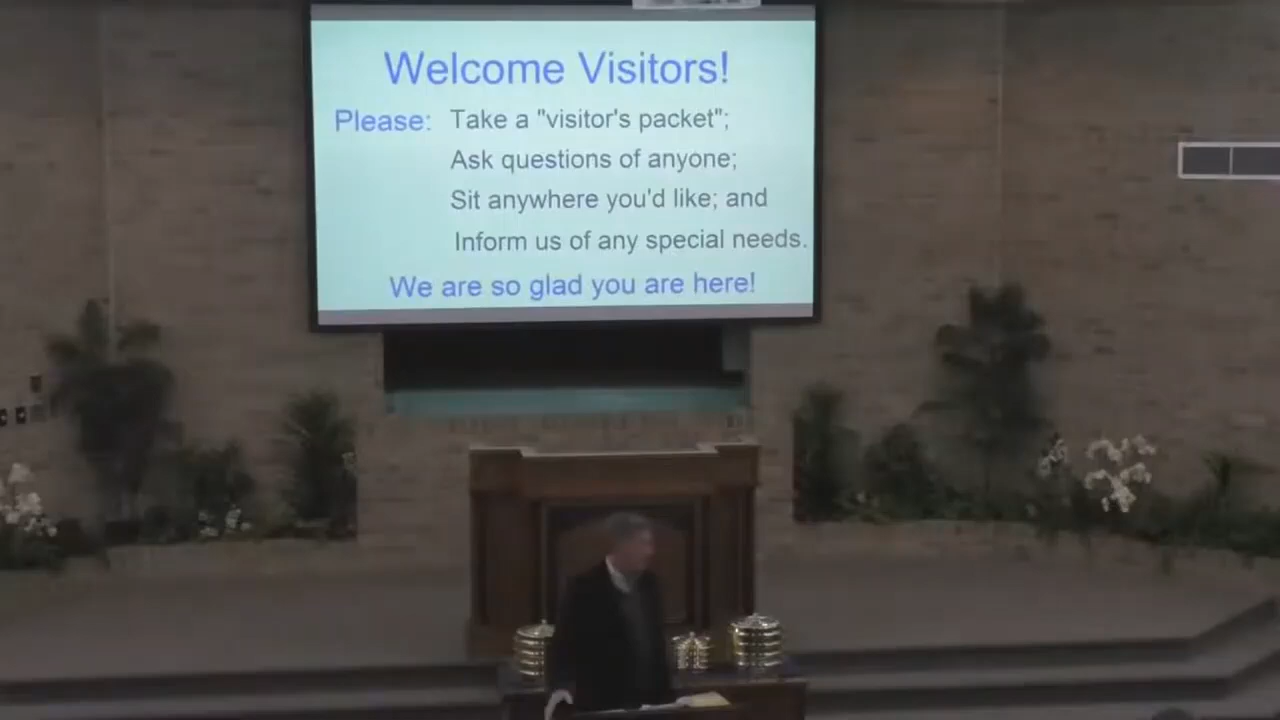 Welcome Visitors!
Please: Take a "visitor's packet";
Ask questions of anyone;
Sit anywhere you'd like; and
Inform us of any special needs.
We are so glad you are here!